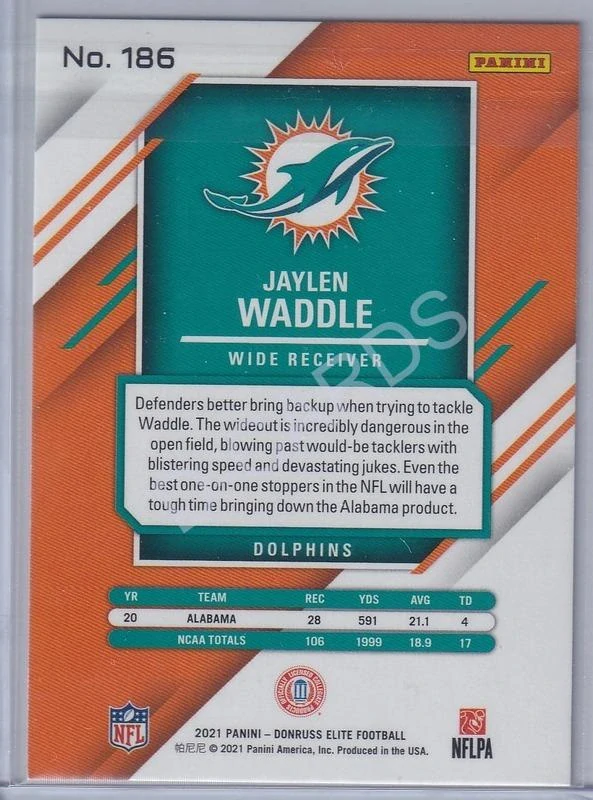 No. 186
PANINI
JAYLEN
WADDLE
WIDE RECEIVER
Defenders better bring backup when trying to tackle
Waddle. The wideout is incredibly dangerous in the
open field, blowing past would-be tacklers with
blistering speed and devastating jukes. Even the
best one-on-one stoppers in the NFL will have a
tough time bringing down the Alabama product.
DOLPHINS
YR TEAM REC YDS AVG TD
20 ALABAMA 28 591 21.1 4
NCAA TOTALS 106 1999 18.9 17
OFFICIALLY LICENSED COLLEGIATE PRODUCTS
NFL
2021 PANINI – DONRUSS ELITE FOOTBALL
帕尼尼 © 2021 Panini America, Inc. Produced in the USA.
NFLPA